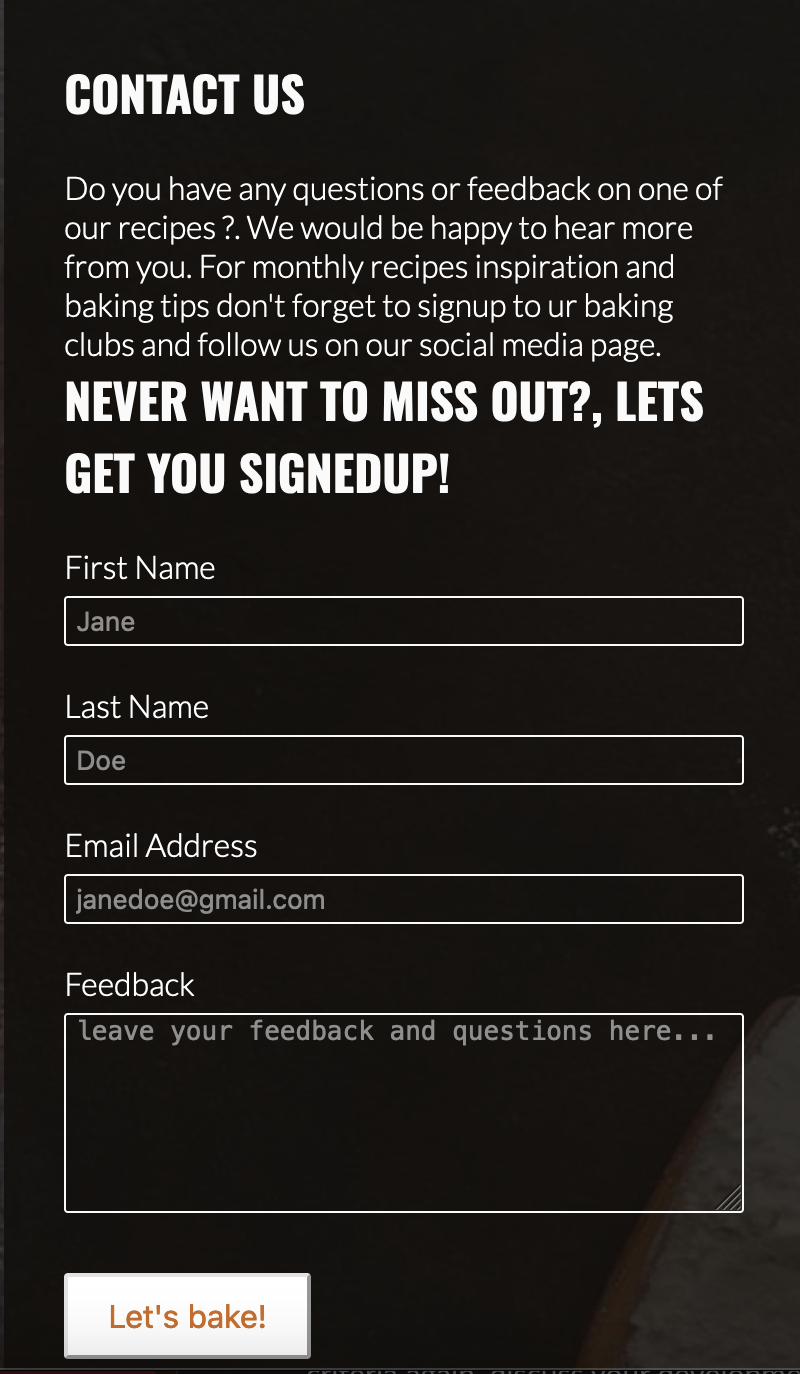 CONTACT US
Do you have any questions or feedback on one of
our recipes ?. We would be happy to hear more
from you. For monthly recipes inspiration and
baking tips don't forget to signup to ur baking
clubs and follow us on our social media page.
NEVER WANT TO MISS OUT?, LETS
GET YOU SIGNEDUP!
First Name
Jane
Last Name
Doe
Email Address
janedoe@gmail.com
Feedback
leave your feedback and questions here...
Let's bake!